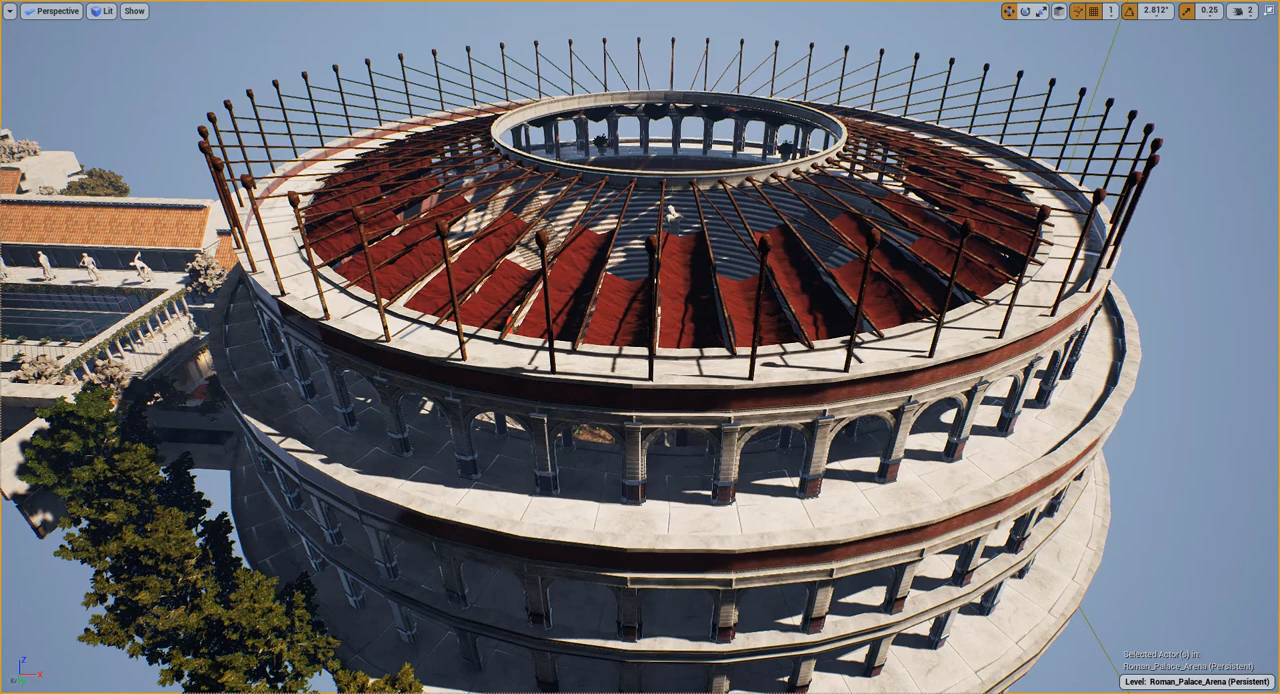 Perspective Lit Show 1 2.812° 0.25 2
Selected Actor(s) in:
Roman_Palace_Arena (Persistent)
Level: Roman_Palace_Arena (Persistent)
Z
X